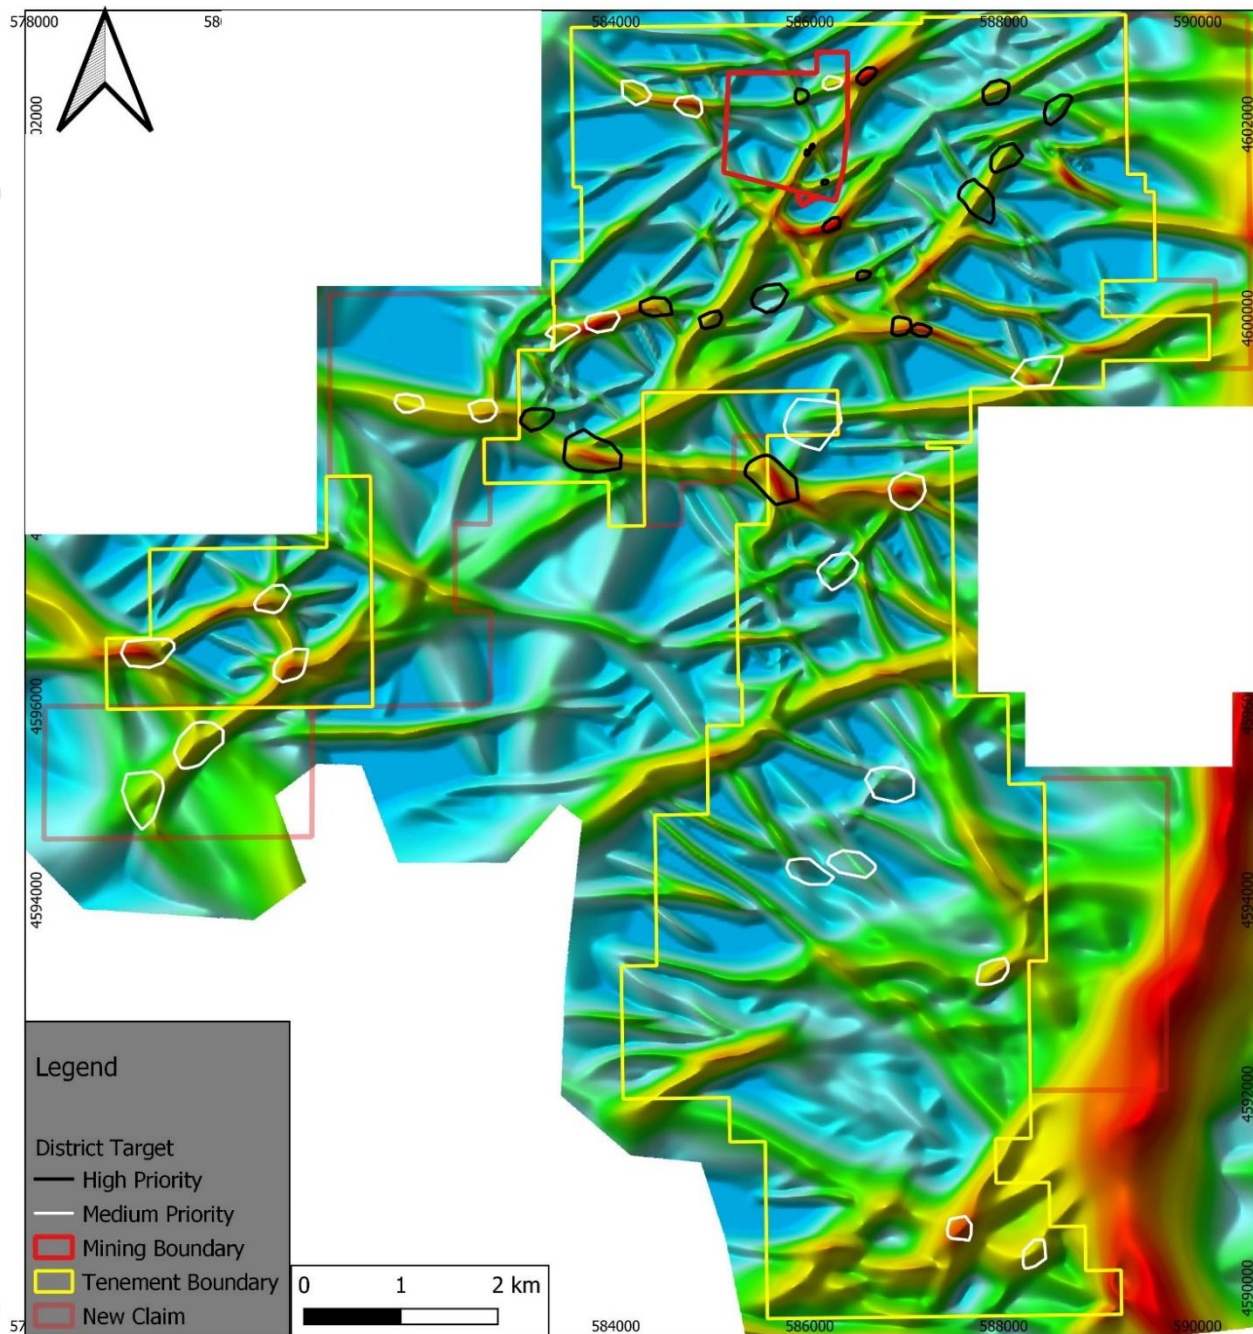 578000
584000
586000
588000
590000
4602000
4600000
4596000
4594000
4594000
4592000
4590000
Legend
District Target
High Priority
Medium Priority
Mining Boundary
Tenement Boundary
New Claim
0 1 2 km
584000
586000
588000
590000